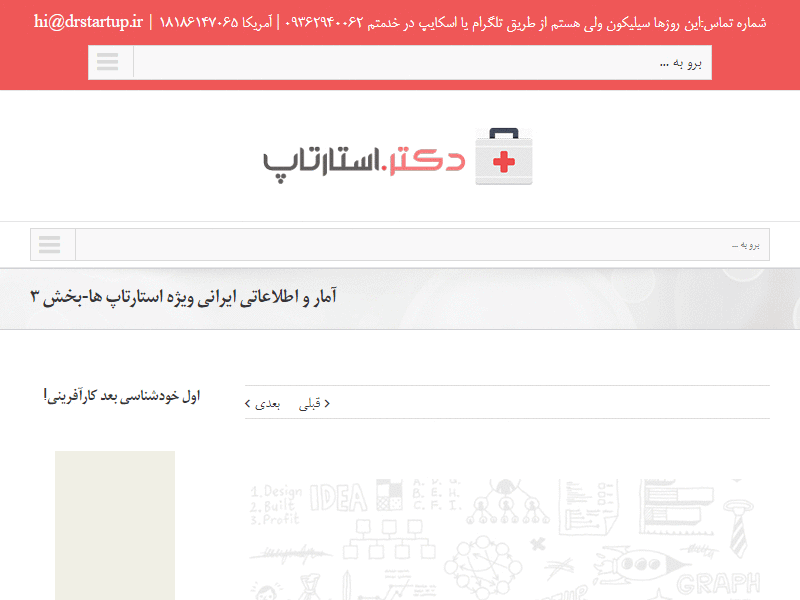 شماره تماس:این روزها سیلیکون ولی هستم از طریق تلگرام یا اسکایپ در خدمتم ۰۹۳۶۲۹۴۰۰۶۲ | آمریکا ۱۸۱۸۶۱۴۷۰۶۵ | hi@drstartup.ir
برو به ...
دکتر.استارتاپ
برو به ...
آمار و اطلاعاتی ایرانی ویژه استارتاپ ها-بخش ۳
اول خودشناسی بعد کارآفرینی!
قبلی بعدی
1.Design
2.Built
3.Profit
IDEA
A. B. C.
GRAPH